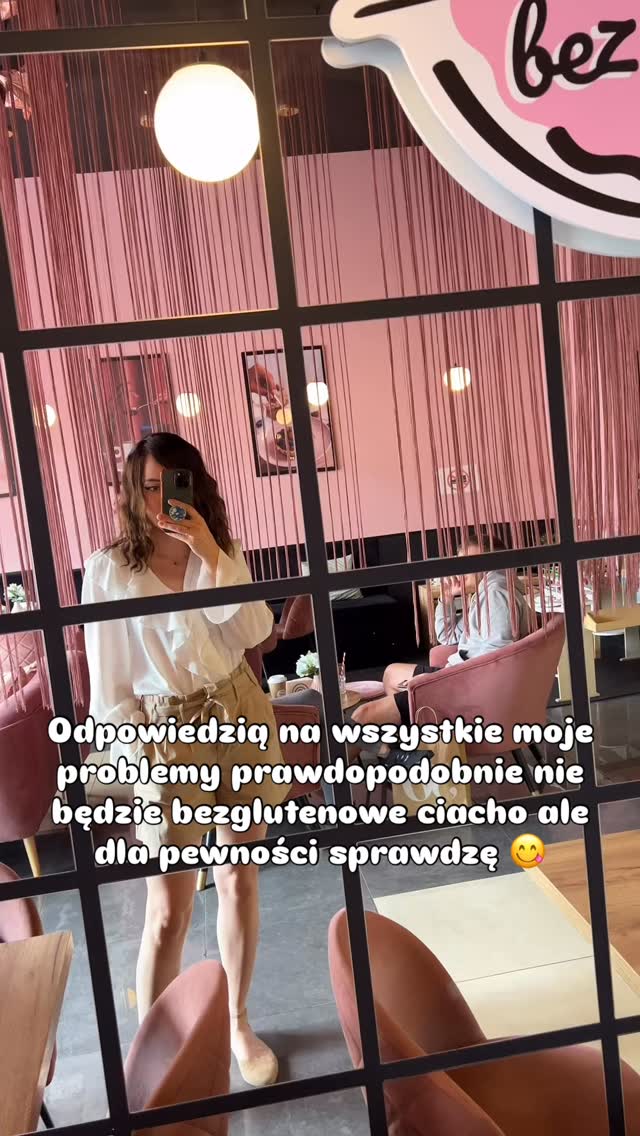 bez
Odpowiedzią na wszystkie moje
problemy prawdopodobnie nie
będzie bezglutenowe ciacho ale
dla pewności sprawdzę 😋